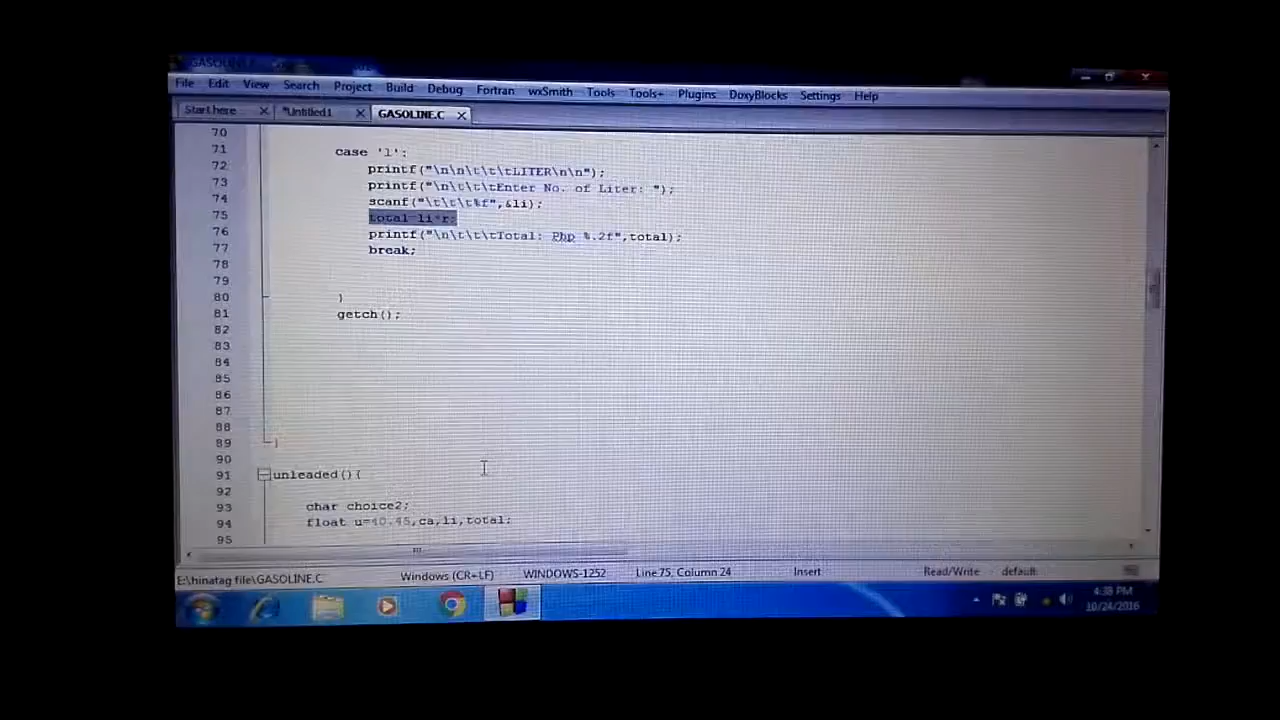 GASOLINE.C
File Edit View Search Project Build Debug Fortran wxSmith Tools Tools+ Plugins DoxyBlocks Settings Help
Start here *Untitled1 GASOLINE.C
70
71 case 'l':
72 printf("\n\n\t\t\tLITER\n\n");
73 printf("\n\t\t\tEnter No. of Liter: ");
74 scanf("\t\t\t%f",&li);
75 total=li*r;
76 printf("\n\t\t\tTotal: Php %.2f",total);
77 break;
78
79
80 }
81 getch();
82
83
84
85
86
87
88
89 }
90
91 unleaded(){
92
93 char choice2;
94 float u=40.45,ca,li,total;
95
E:\hinatag file\GASOLINE.C Windows (CR+LF) WINDOWS-1252 Line 75, Column 24 Insert Read/Write default
4:38 PM
10/24/2016